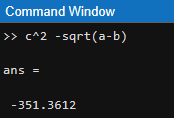 Command Window
>> c^2 -sqrt(a-b)
ans =
-351.3612